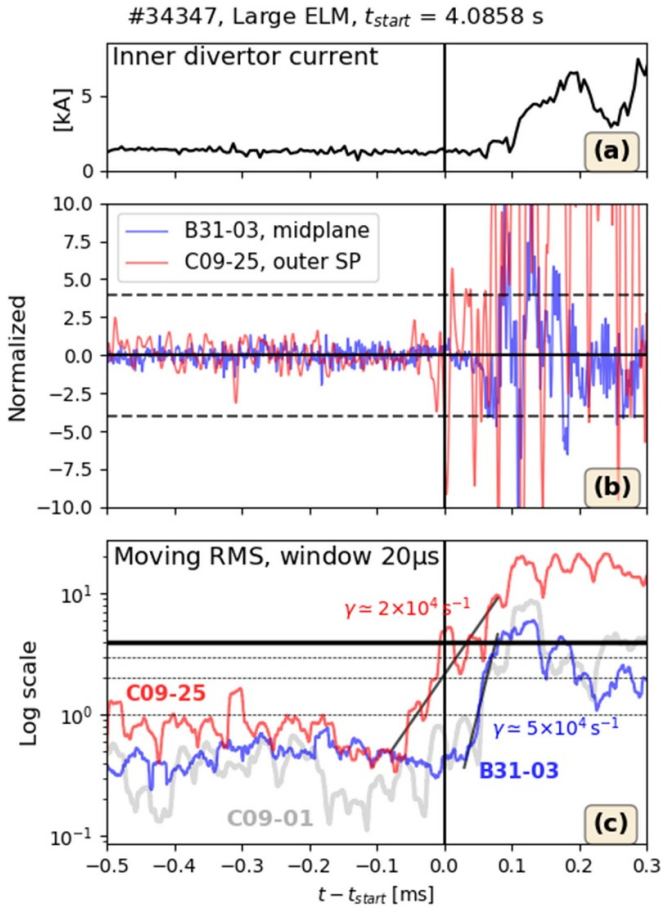 #34347, Large ELM, t_start = 4.0858 s
Inner divertor current
[kA]
5
0
(a)
10.0
7.5
5.0
2.5
0.0
−2.5
−5.0
−7.5
−10.0
Normalized
B31-03, midplane
C09-25, outer SP
(b)
Moving RMS, window 20μs
10¹
10⁰
10⁻¹
Log scale
γ ≃ 2×10⁴ s⁻¹
C09-25
γ ≃ 5×10⁴ s⁻¹
B31-03
C09-01
(c)
−0.5 −0.4 −0.3 −0.2 −0.1 0.0 0.1 0.2 0.3
t − t_start [ms]